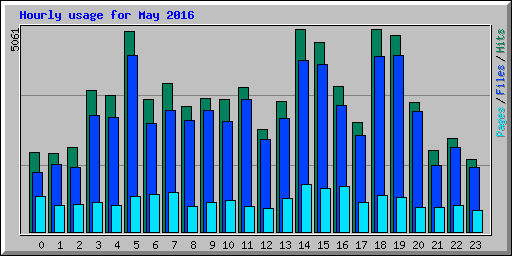 Hourly usage for May 2016
5061
Pages/Files/Hits
0 1 2 3 4 5 6 7 8 9 10 11 12 13 14 15 16 17 18 19 20 21 22 23